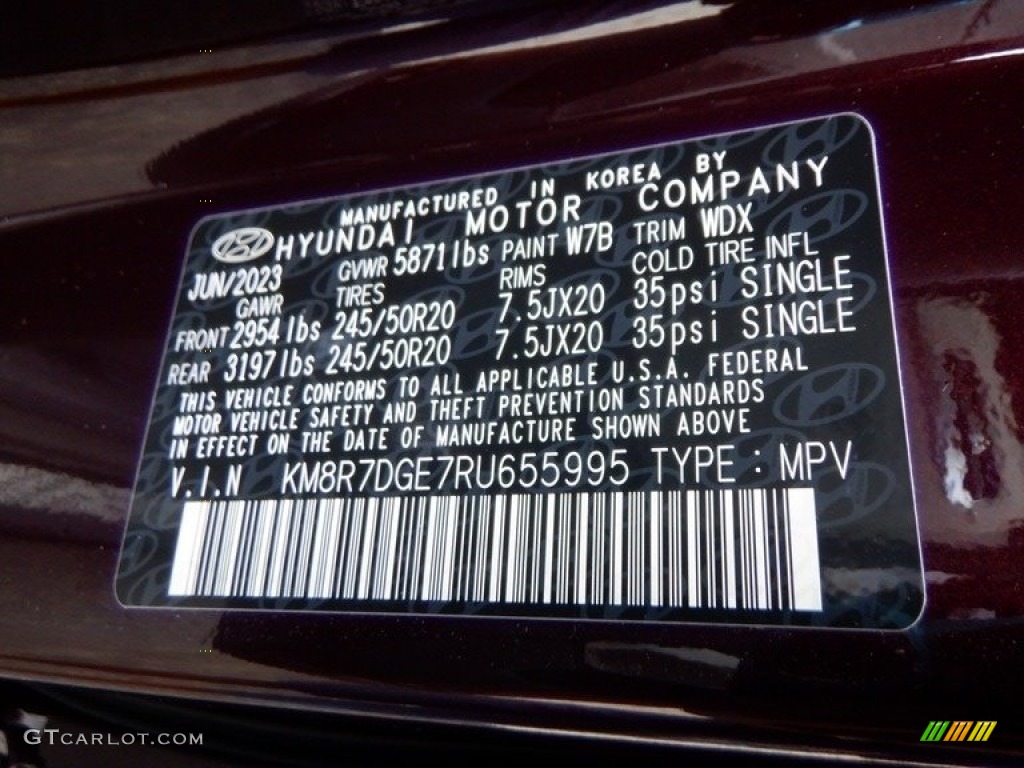 MANUFACTURED IN KOREA BY
HYUNDAI MOTOR COMPANY
JUN/2023 GVWR 5871lbs PAINT W7B TRIM WDX
GAWR TIRES RIMS COLD TIRE INFL
FRONT 2954lbs 245/50R20 7.5JX20 35psi SINGLE
REAR 3197lbs 245/50R20 7.5JX20 35psi SINGLE
THIS VEHICLE CONFORMS TO ALL APPLICABLE U.S.A. FEDERAL
MOTOR VEHICLE SAFETY AND THEFT PREVENTION STANDARDS
IN EFFECT ON THE DATE OF MANUFACTURE SHOWN ABOVE
V.I.N KM8R7DGE7RU655995 TYPE : MPV
GTCARLOT.COM